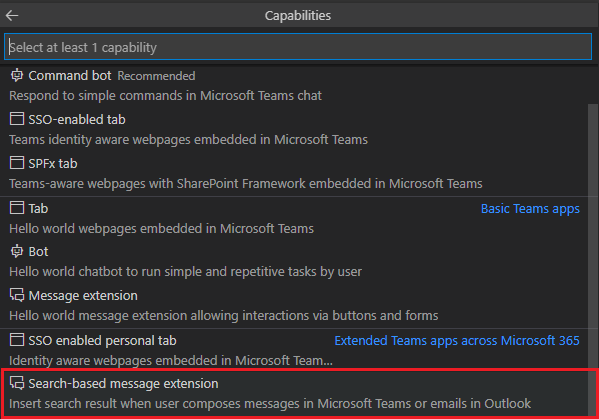 Capabilities
Select at least 1 capability
Command bot Recommended
Respond to simple commands in Microsoft Teams chat
SSO-enabled tab
Teams identity aware webpages embedded in Microsoft Teams
SPFx tab
Teams-aware webpages with SharePoint Framework embedded in Microsoft Teams
Tab Basic Teams apps
Hello world webpages embedded in Microsoft Teams
Bot
Hello world chatbot to run simple and repetitive tasks by user
Message extension
Hello world message extension allowing interactions via buttons and forms
SSO enabled personal tab Extended Teams apps across Microsoft 365
Identity aware webpages embedded in Microsoft Team...
Search-based message extension
Insert search result when user composes messages in Microsoft Teams or emails in Outlook